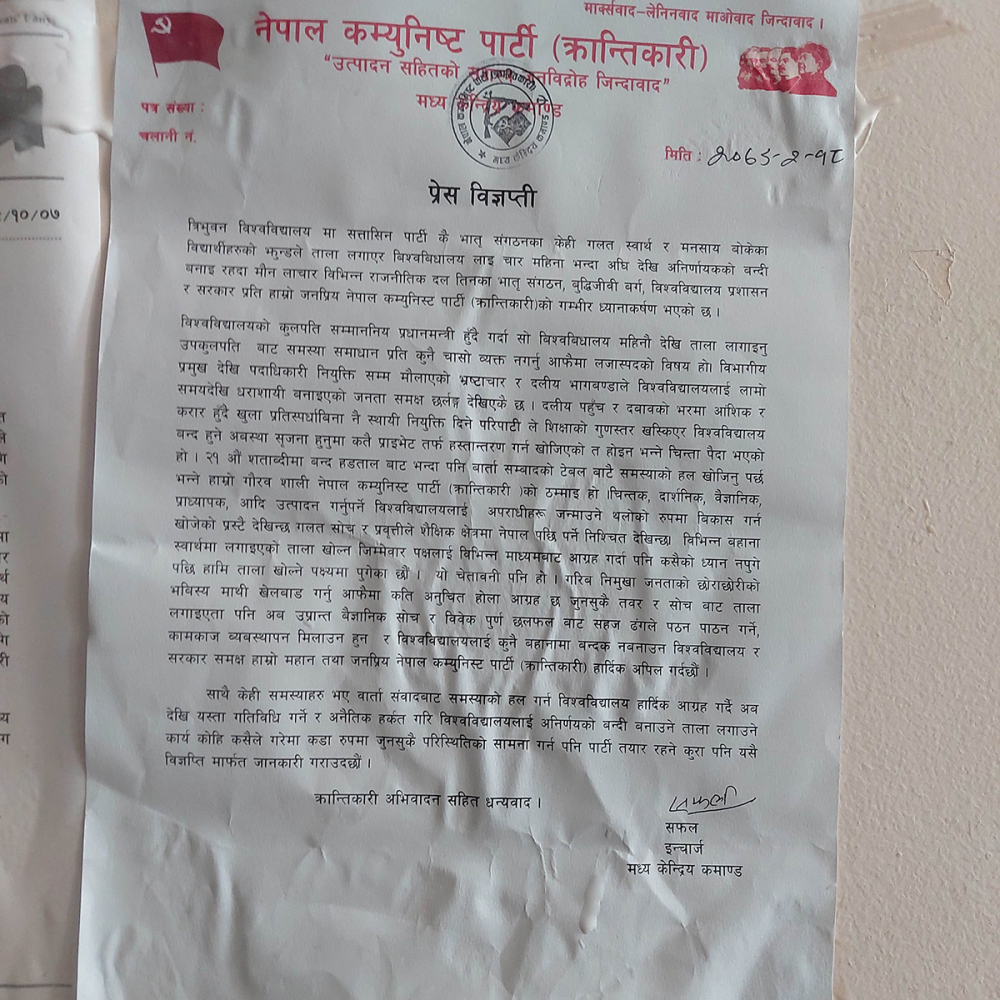 मार्क्सवाद-लेनिनवाद माओवाद जिन्दावाद ।
नेपाल कम्युनिष्ट पार्टी (क्रान्तिकारी)
"उत्पादन सहितको जनविद्रोह जिन्दावाद"
मध्य केन्द्रिय कमाण्ड
पत्र संख्या :
चलानी नं.
मिति :
प्रेस विज्ञप्ती
त्रिभुवन विश्वविद्यालय मा सत्तासिन पार्टी कै भातृ संगठनका केही गलत स्वार्थ र मनसाय बोकेका
विद्यार्थीहरुको झुन्डले ताला लगाएर विश्वविधालय लाइ चार महिना भन्दा अघि देखि अनिर्णायकको बन्दी
बनाइ रहदा मौन लाचार विभिन्न राजनीतिक दल तिनका भातृ संगठन, बुद्धिजीवी वर्ग, विश्वविद्यालय प्रशासन
र सरकार प्रति हाम्रो जनप्रिय नेपाल कम्युनिस्ट पार्टी (क्रान्तिकारी)को गम्भीर ध्यानाकर्षण भएको छ ।
विश्वविद्यालयको कुलपति सम्माननिय प्रधानमन्त्री हुँदै गर्दा सो विश्वविधालय महिनौ देखि ताला लागाइनु
उपकुलपति बाट समस्या समाधान प्रति कुनै चासो व्यक्त नगर्नु आफैमा लजास्पदको विषय हो। विभागीय
प्रमुख देखि पदाधिकारी नियुक्ति सम्म मौलाएको भ्रष्टाचार र दलीय भागबण्डाले विश्वविद्यालयलाई लामो
समयदेखि धराशायी बनाइएको जनता समक्ष छर्लङ्ग देखिएकै छ । दलीय पहुँच र दबावको भरमा आंशिक र
करार हुँदै खुला प्रतिस्पर्धाबिना नै स्थायी नियुक्ति दिने परिपाटी ले शिक्षाको गुणस्तर खस्किएर विश्वविद्यालय
बन्द हुने अवस्था सृजना हुनुमा कतै प्राइभेट तर्फ हस्तान्तरण गर्न खोजिएको त होइन भन्ने चिन्ता पैदा भएको
हो । २१ औं शताब्दीमा बन्द हडताल बाट भन्दा पनि बार्ता सम्वादको टेबल बाटै समस्याको हल खोजिनु पर्छ
भन्ने हाम्रो गौरव शाली नेपाल कम्युनिस्ट पार्टी (क्रान्तिकारी )को ठम्माइ हो ।चिन्तक, दार्शनिक, वैज्ञानिक,
प्राध्यापक, आदि उत्पादन गर्नुपर्ने विश्वविद्यालयलाई अपराधीहरू जन्माउने थलोको रुपमा बिकास गर्न
खोजेको प्रस्टै देखिन्छ गलत सोच र प्रवृत्तीले शैक्षिक क्षेत्रमा नेपाल पछि पर्ने निश्चित देखिन्छ। विभिन्न बहाना
स्वार्थमा लगाइएको ताला खोल्न जिम्मेवार पक्षलाई विभिन्न माध्यमबाट आग्रह गर्दा पनि कसैको ध्यान नपुगे
पछि हामि ताला खोल्ने पक्ष्यमा पुगेका छौं । यो चेतावनी पनि हो । गरिब निमुखा जनताको छोराछोरीको
भबिस्य माथी खेलबाड गर्नु आफैमा कति अनुचित होला आग्रह छ जुनसुकै तवर र सोच बाट ताला
लगाइएता पनि अब उप्रान्त बैज्ञानिक सोच र विवेक पुर्ण छलफल बाट सहज ढंगले पठन पाठन गर्ने,
कामकाज व्यवस्थापन मिलाउन हुन र विश्वविद्यालयलाई कुनै बहानामा बन्दक नबनाउन विश्वविद्यालय र
सरकार समक्ष हाम्रो महान तथा जनप्रिय नेपाल कम्युनिस्ट पार्टी (क्रान्तिकारी) हार्दिक अपिल गर्दछौं ।
साथै केही समस्याहरु भए वार्ता संवादबाट समस्याको हल गर्न विश्वविद्यालय हार्दिक आग्रह गर्दै अब
देखि यस्ता गतिविधि गर्ने र अनैतिक हर्कत गरि विश्वविद्यालयलाई अनिर्णयको बन्दी बनाउने ताला लगाउने
कार्य कोहि कसैले गरेमा कडा रुपमा जुनसुकै परिस्थितिको सामना गर्न पनि पार्टी तयार रहने कुरा पनि यसै
विज्ञप्ति मार्फत जानकारी गराउदछौं ।
क्रान्तिकारी अभिवादन सहित धन्यवाद ।
सफल
इन्चार्ज
मध्य केन्द्रिय कमाण्ड
/१०/०७